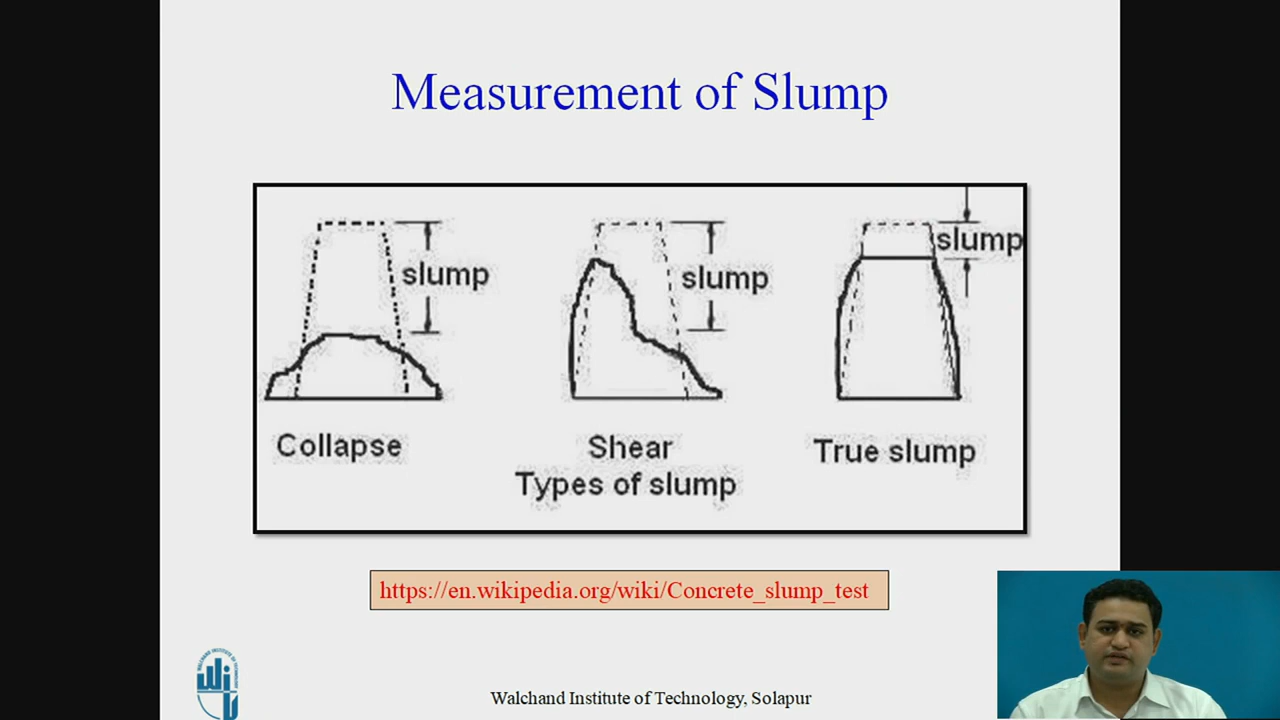 Measurement of Slump
slump
slump
slump
Collapse
Shear
True slump
Types of slump
https://en.wikipedia.org/wiki/Concrete_slump_test
Walchand Institute of Technology, Solapur